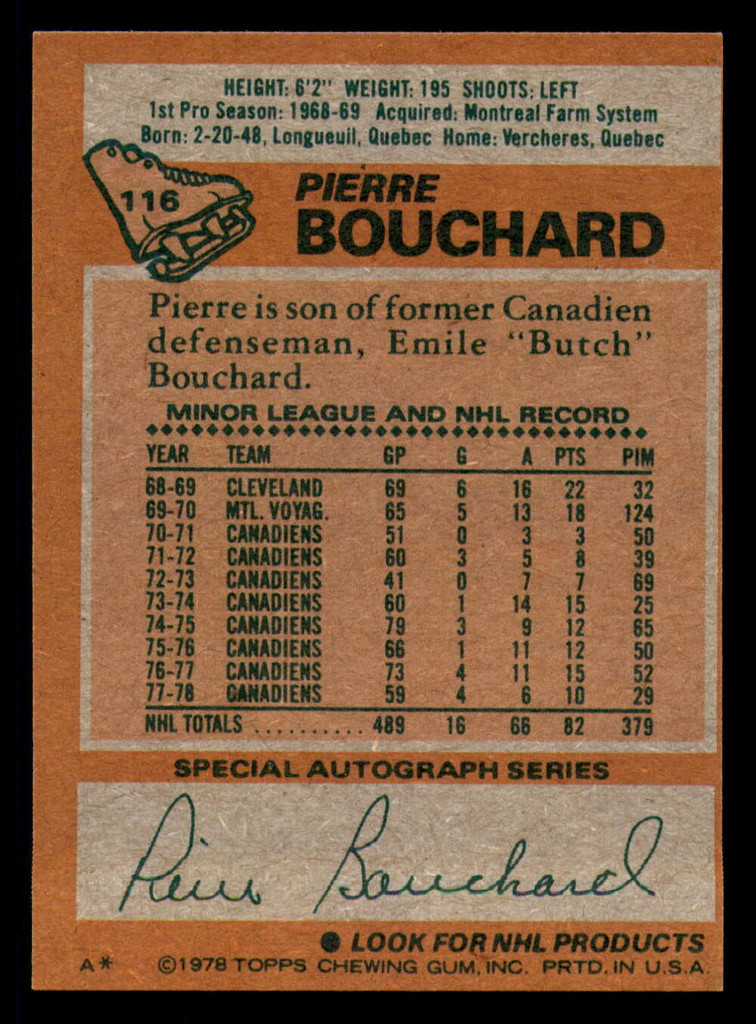 HEIGHT: 6'2" WEIGHT: 195 SHOOTS: LEFT
1st Pro Season: 1968-69 Acquired: Montreal Farm System
Born: 2-20-48, Longueuil, Quebec Home: Vercheres, Quebec
116
PIERRE
BOUCHARD
Pierre is son of former Canadien
defenseman, Emile "Butch"
Bouchard.
MINOR LEAGUE AND NHL RECORD
YEAR TEAM GP G A PTS PIM
68-69 CLEVELAND 69 6 16 22 32
69-70 MTL. VOYAG. 65 5 13 18 124
70-71 CANADIENS 51 0 3 3 50
71-72 CANADIENS 60 3 5 8 39
72-73 CANADIENS 41 0 7 7 69
73-74 CANADIENS 60 1 14 15 25
74-75 CANADIENS 79 3 9 12 65
75-76 CANADIENS 66 1 11 12 50
76-77 CANADIENS 73 4 11 15 52
77-78 CANADIENS 59 4 6 10 29
NHL TOTALS .......... 489 16 66 82 379
SPECIAL AUTOGRAPH SERIES
Pierre Bouchard
● LOOK FOR NHL PRODUCTS
A* ©1978 TOPPS CHEWING GUM, INC. PRTD. IN U.S.A.